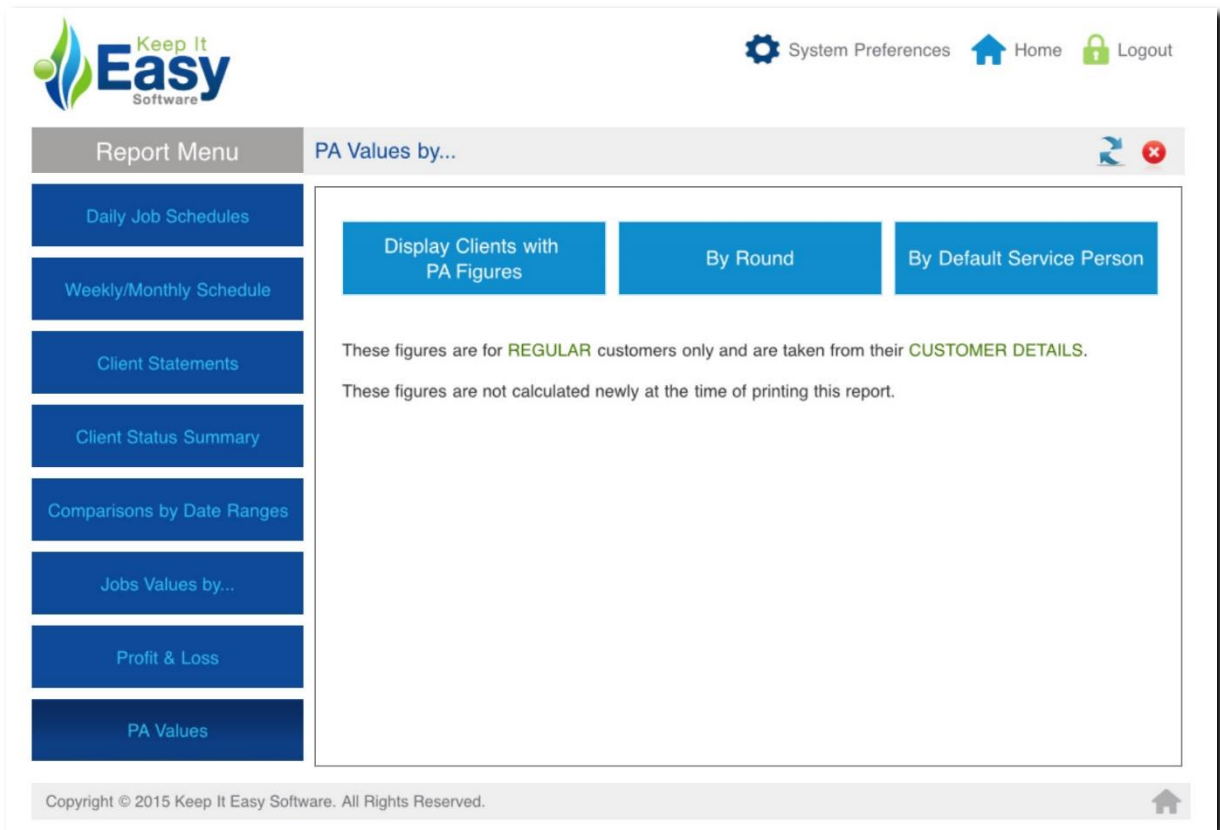 Keep It
Easy
Software
System Preferences
Home
Logout
Report Menu
PA Values by...
Daily Job Schedules
Weekly/Monthly Schedule
Client Statements
Client Status Summary
Comparisons by Date Ranges
Jobs Values by...
Profit & Loss
PA Values
Display Clients with
PA Figures
By Round
By Default Service Person
These figures are for REGULAR customers only and are taken from their CUSTOMER DETAILS.
These figures are not calculated newly at the time of printing this report.
Copyright © 2015 Keep It Easy Software. All Rights Reserved.